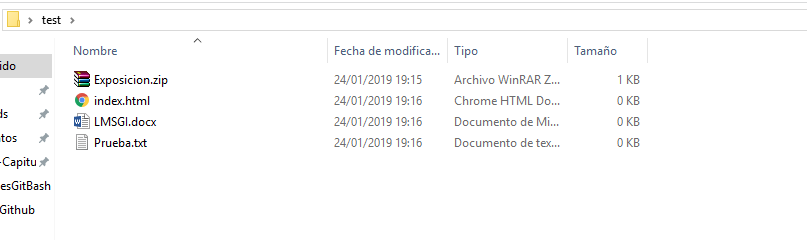 test
Nombre Fecha de modifica... Tipo Tamaño
ido
Exposicion.zip 24/01/2019 19:15 Archivo WinRAR Z... 1 KB
index.html 24/01/2019 19:16 Chrome HTML Do... 0 KB
ds
LMSGI.docx 24/01/2019 19:16 Documento de Mi... 0 KB
ntos
Prueba.txt 24/01/2019 19:16 Documento de tex... 0 KB
-Capitu
esGitBash
Github